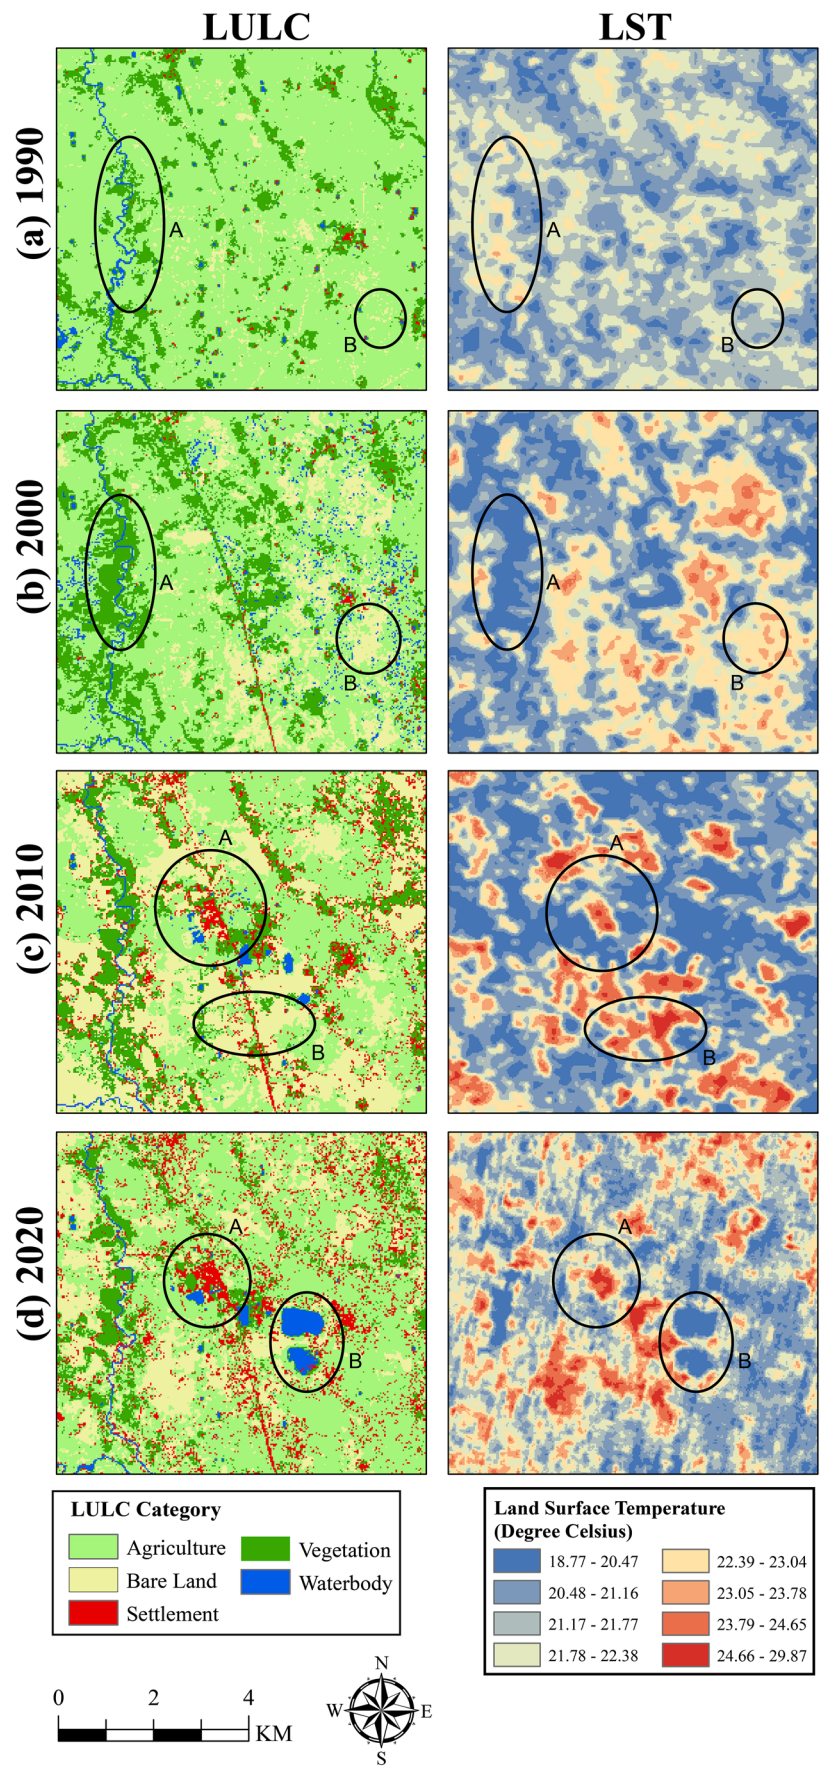 LULC LST
(a) 1990
A
B
A
B
(b) 2000
A
B
A
B
(c) 2010
A
B
A
B
(d) 2020
A
B
A
B
LULC Category
Agriculture Vegetation
Bare Land Waterbody
Settlement
Land Surface Temperature
(Degree Celsius)
18.77 - 20.47 22.39 - 23.04
20.48 - 21.16 23.05 - 23.78
21.17 - 21.77 23.79 - 24.65
21.78 - 22.38 24.66 - 29.87
0 2 4
KM
N
W E
S